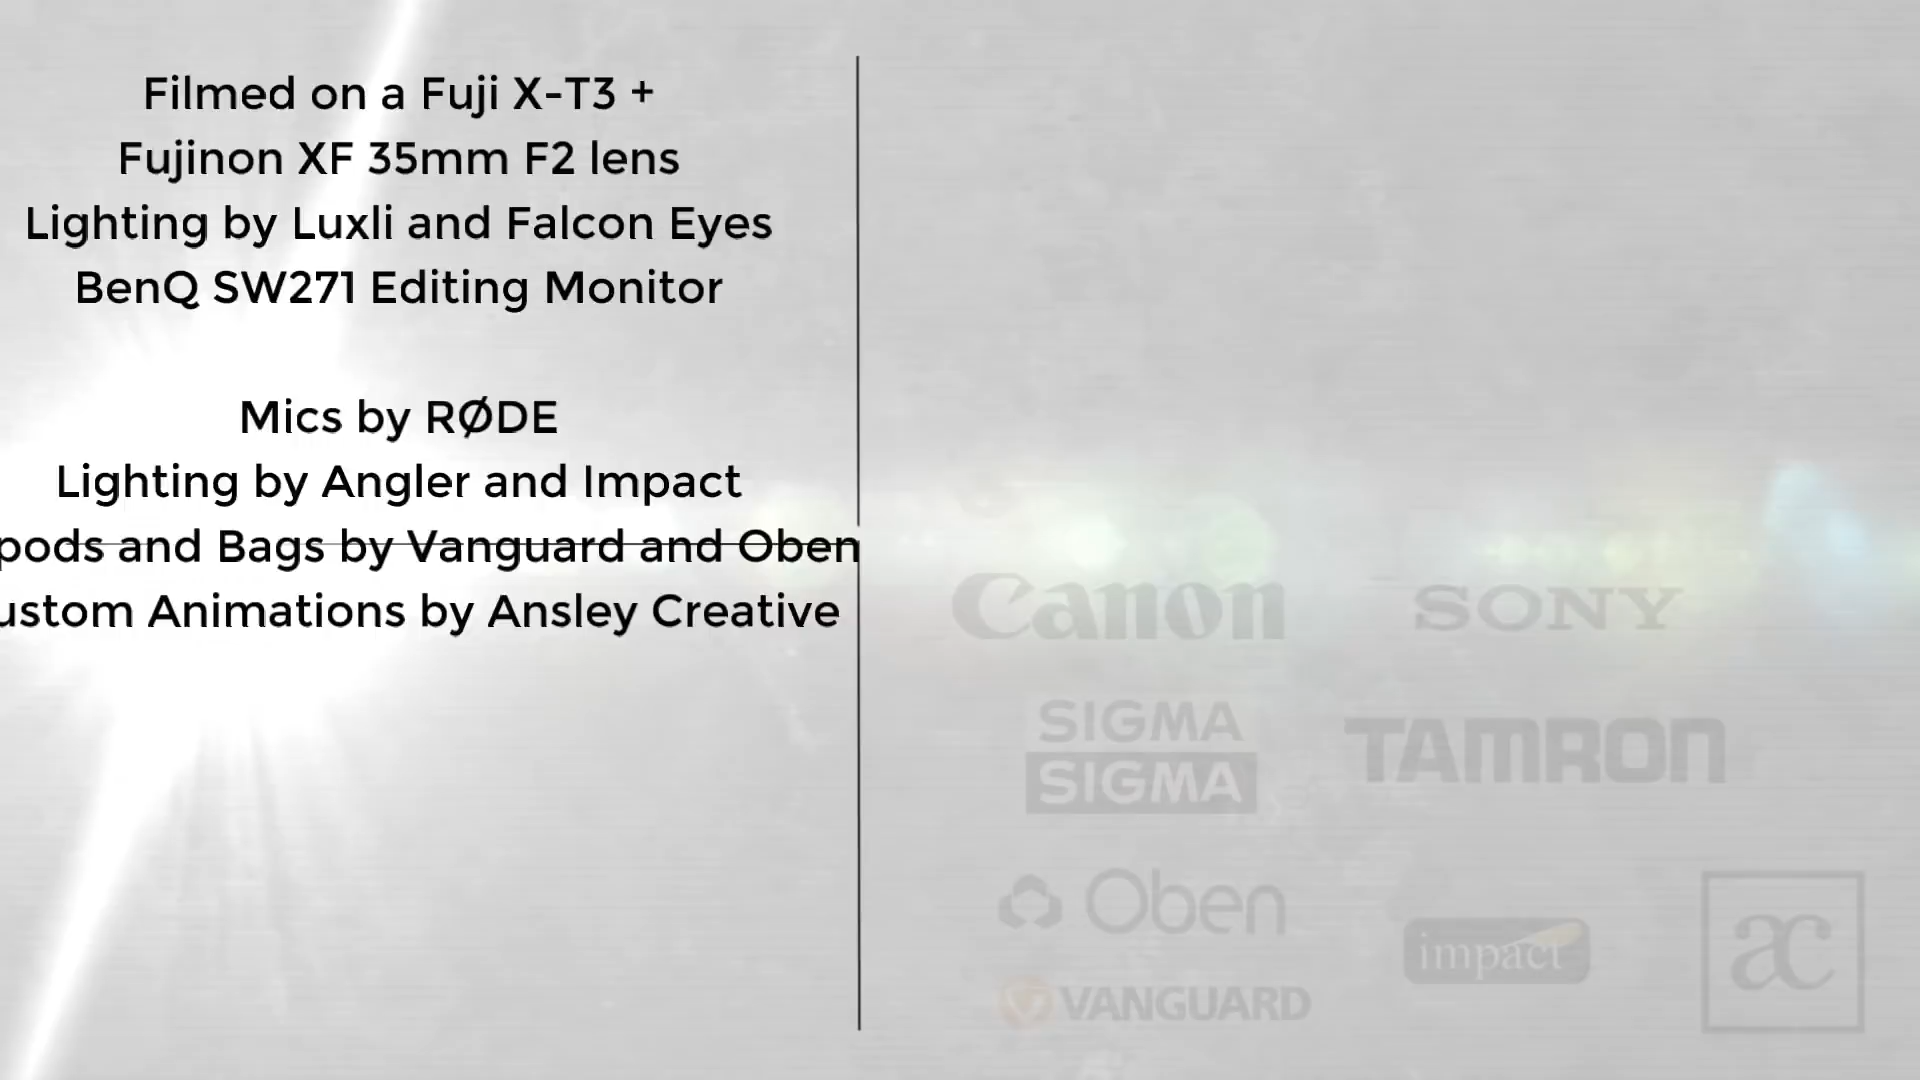 Filmed on a Fuji X-T3 +
Fujinon XF 35mm F2 lens
Lighting by Luxli and Falcon Eyes
BenQ SW271 Editing Monitor
Mics by RØDE
Lighting by Angler and Impact
pods and Bags by Vanguard and Oben
ustom Animations by Ansley Creative
Canon
SONY
SIGMA
SIGMA
TAMRON
Oben
impact
VANGUARD
ac